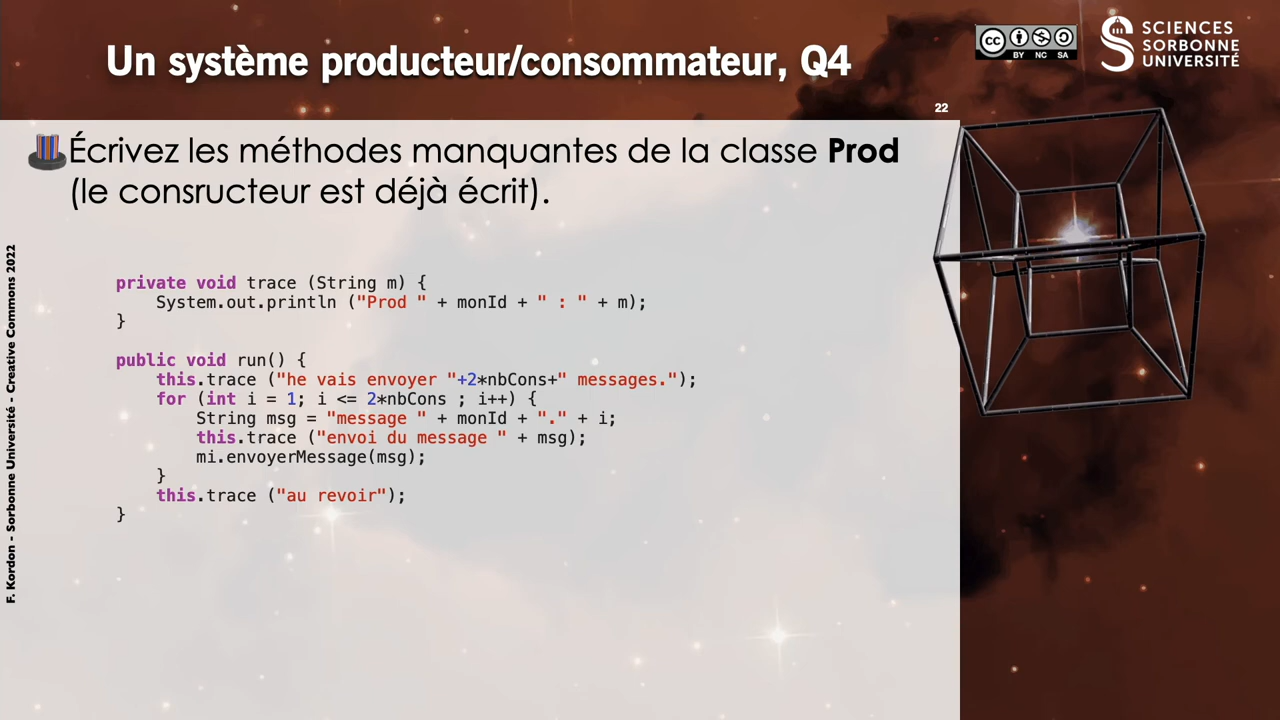 Un système producteur/consommateur, Q4
cc
BY NC SA
SCIENCES
SORBONNE
UNIVERSITÉ
22
Écrivez les méthodes manquantes de la classe Prod
(le consructeur est déjà écrit).
private void trace (String m) {
    System.out.println ("Prod " + monId + " : " + m);
}
public void run() {
    this.trace ("he vais envoyer "+2*nbCons+" messages.");
    for (int i = 1; i <= 2*nbCons ; i++) {
        String msg = "message " + monId + "." + i;
        this.trace ("envoi du message " + msg);
        mi.envoyerMessage(msg);
    }
    this.trace ("au revoir");
}
F. Kordon - Sorbonne Université - Creative Commons 2022